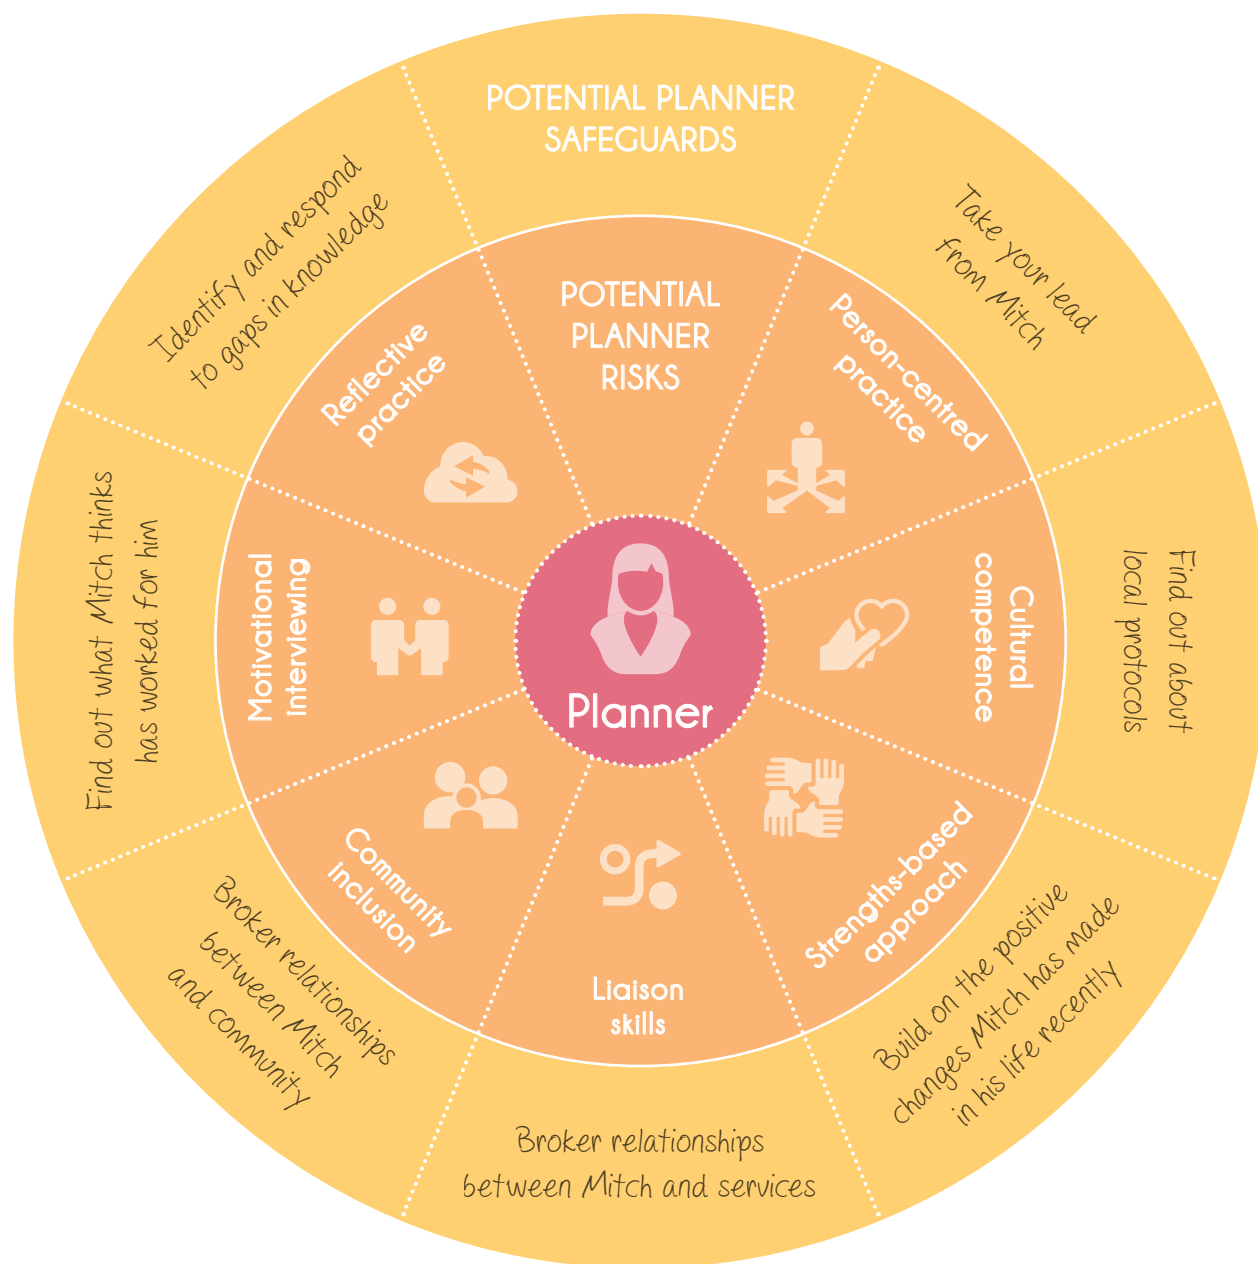 POTENTIAL PLANNER
SAFEGUARDS
POTENTIAL
PLANNER
RISKS
Take your lead
from Mitch
Person-centred
practice
Find out about
local protocols
Cultural
competence
Build on the positive
changes Mitch has made
in his life recently
Strengths-based
approach
Broker relationships
between Mitch and services
Liaison
skills
Broker relationships
between Mitch
and community
Community
inclusion
Find out what Mitch thinks
has worked for him
Motivational
interviewing
Identify and respond
to gaps in knowledge
Reflective
practice
Planner